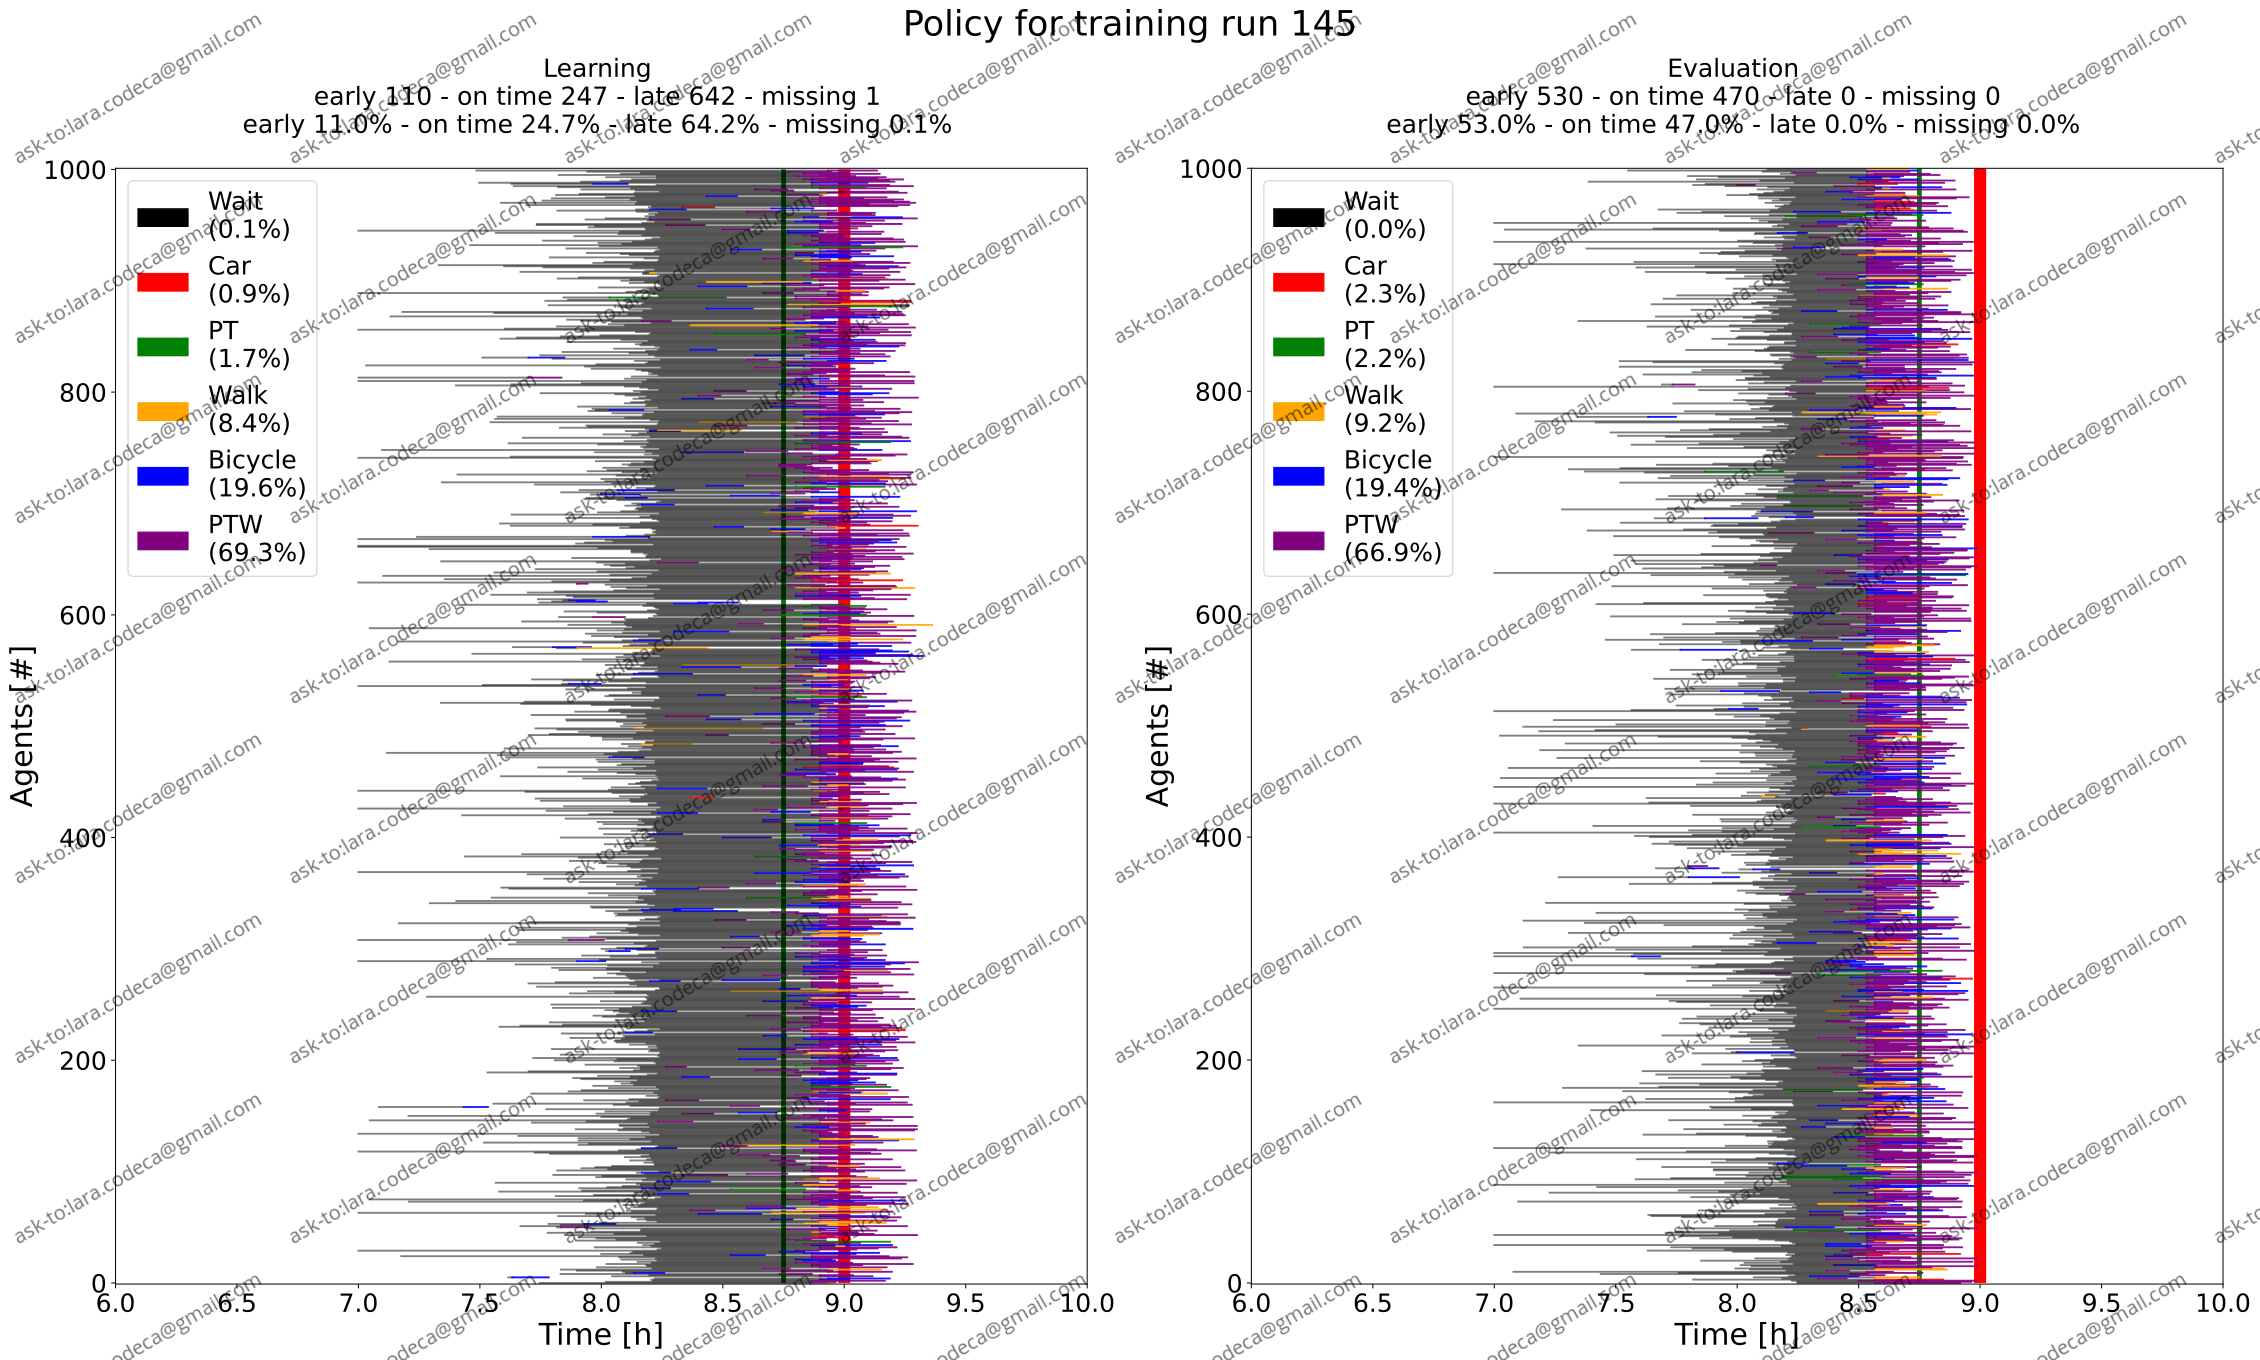 Policy for training run 145
Learning
early 110 - on time 247 - late 642 - missing 1
early 11.0% - on time 24.7% - late 64.2% - missing 0.1%
1000
800
600
400
200
0
Agents [#]
Wait
(0.1%)
Car
(0.9%)
PT
(1.7%)
Walk
(8.4%)
Bicycle
(19.6%)
PTW
(69.3%)
6.0 6.5 7.0 7.5 8.0 8.5 9.0 9.5 10.0
Time [h]
Evaluation
early 530 - on time 470 - late 0 - missing 0
early 53.0% - on time 47.0% - late 0.0% - missing 0.0%
1000
800
600
400
200
0
Agents [#]
Wait
(0.0%)
Car
(2.3%)
PT
(2.2%)
Walk
(9.2%)
Bicycle
(19.4%)
PTW
(66.9%)
6.0 6.5 7.0 7.5 8.0 8.5 9.0 9.5 10.0
Time [h]
ask-to:lara.codeca@gmail.com